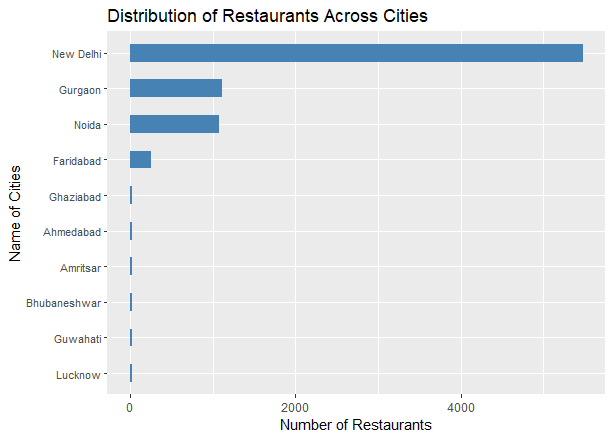 Distribution of Restaurants Across Cities
Name of Cities
New Delhi
Gurgaon
Noida
Faridabad
Ghaziabad
Ahmedabad
Amritsar
Bhubaneshwar
Guwahati
Lucknow
0 2000 4000
Number of Restaurants